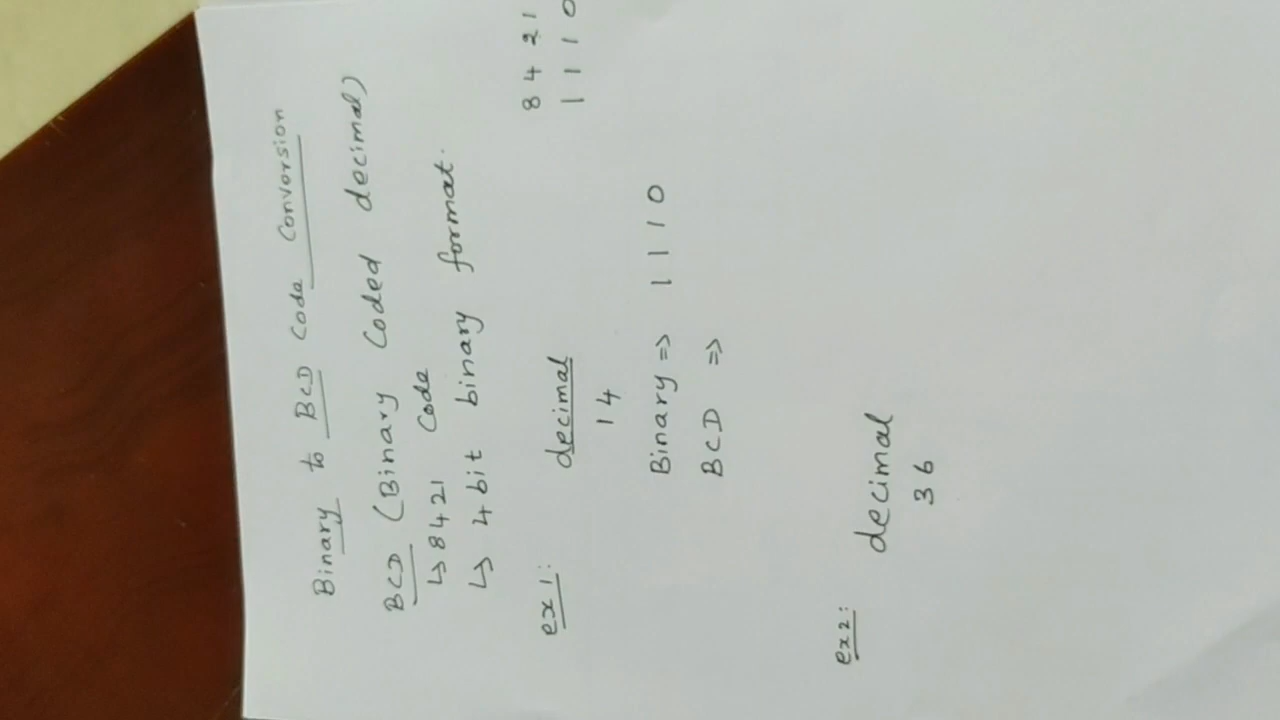 Binary to BCD Code Conversion
BCD (Binary Coded decimal)
↳ 8421 Code
↳ 4 bit binary format.
8 4 2 1
ex 1: decimal 1 1 1 0
14
Binary ⇒ 1 1 1 0
BCD ⇒
ex 2: decimal
36